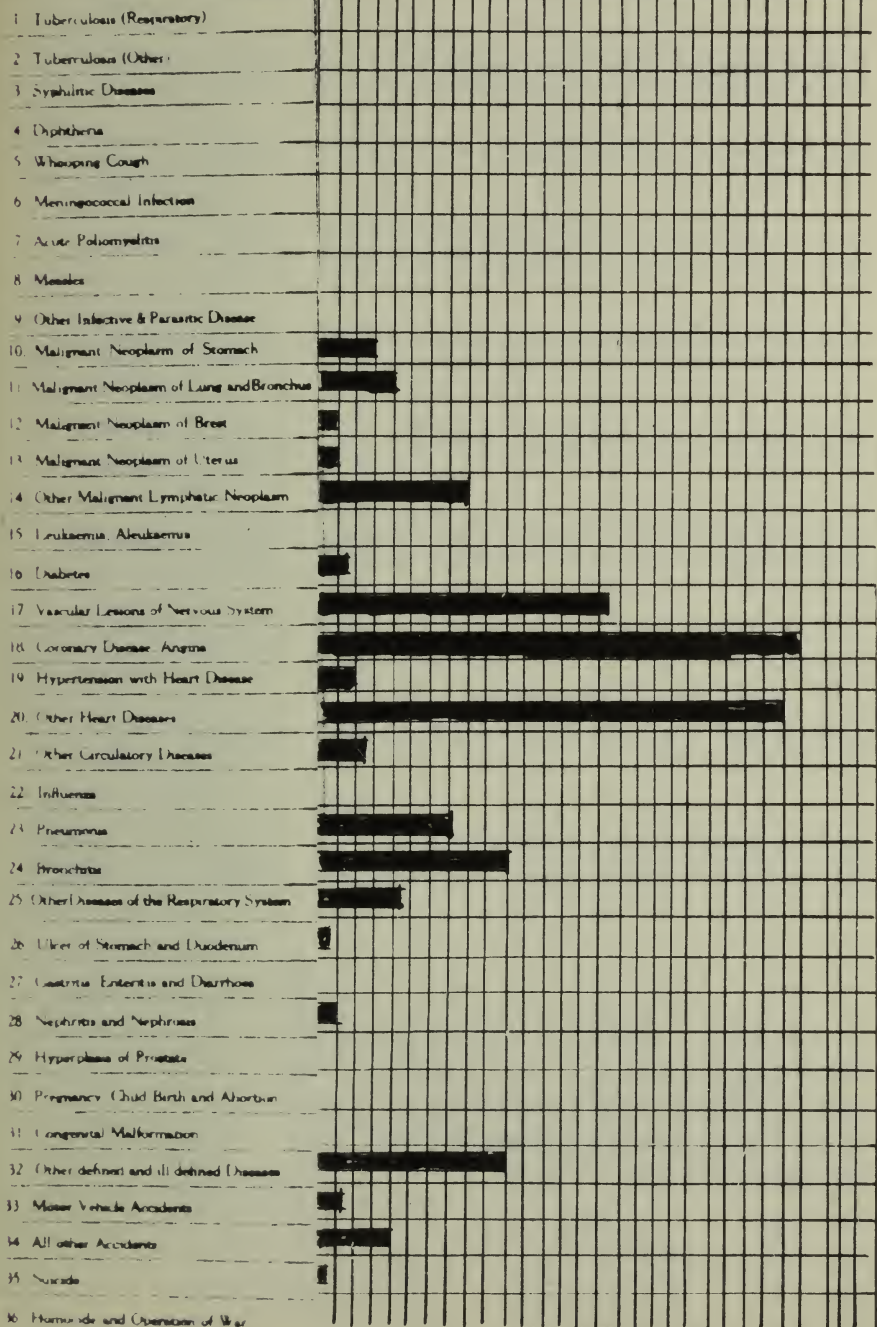 1 Tuberculosis (Respiratory)
2 Tuberculosis (Other)
3 Syphilitic Diseases
4 Diphtheria
5 Whooping Cough
6 Meningococcal Infection
7 Acute Poliomyelitis
8 Measles
9 Other Infective & Parasitic Disease
10. Malignant Neoplasm of Stomach
11 Malignant Neoplasm of Lung and Bronchus
12 Malignant Neoplasm of Brest
13 Malignant Neoplasm of Uterus
14 Other Malignant Lymphatic Neoplasm
15 Leukaemia, Aleukaemia
16 Diabetes
17 Vascular Lesions of Nervous System
18 Coronary Disease, Angina
19 Hypertension with Heart Disease
20. Other Heart Diseases
21 Other Circulatory Diseases
22 Influenza
23 Pneumonia
24 Bronchitis
25 Other Diseases of the Respiratory System
26 Ulcer of Stomach and Duodenum
27 Gastritis Enteritis and Diarrhoea
28 Nephritis and Nephrosis
29 Hyperplasia of Prostate
30 Pregnancy, Child Birth and Abortion
31 Congenital Malformation
32 Other defined and ill defined Diseases
33 Motor Vehicle Accidents
34 All other Accidents
35 Suicide
36 Homicide and Operation of War